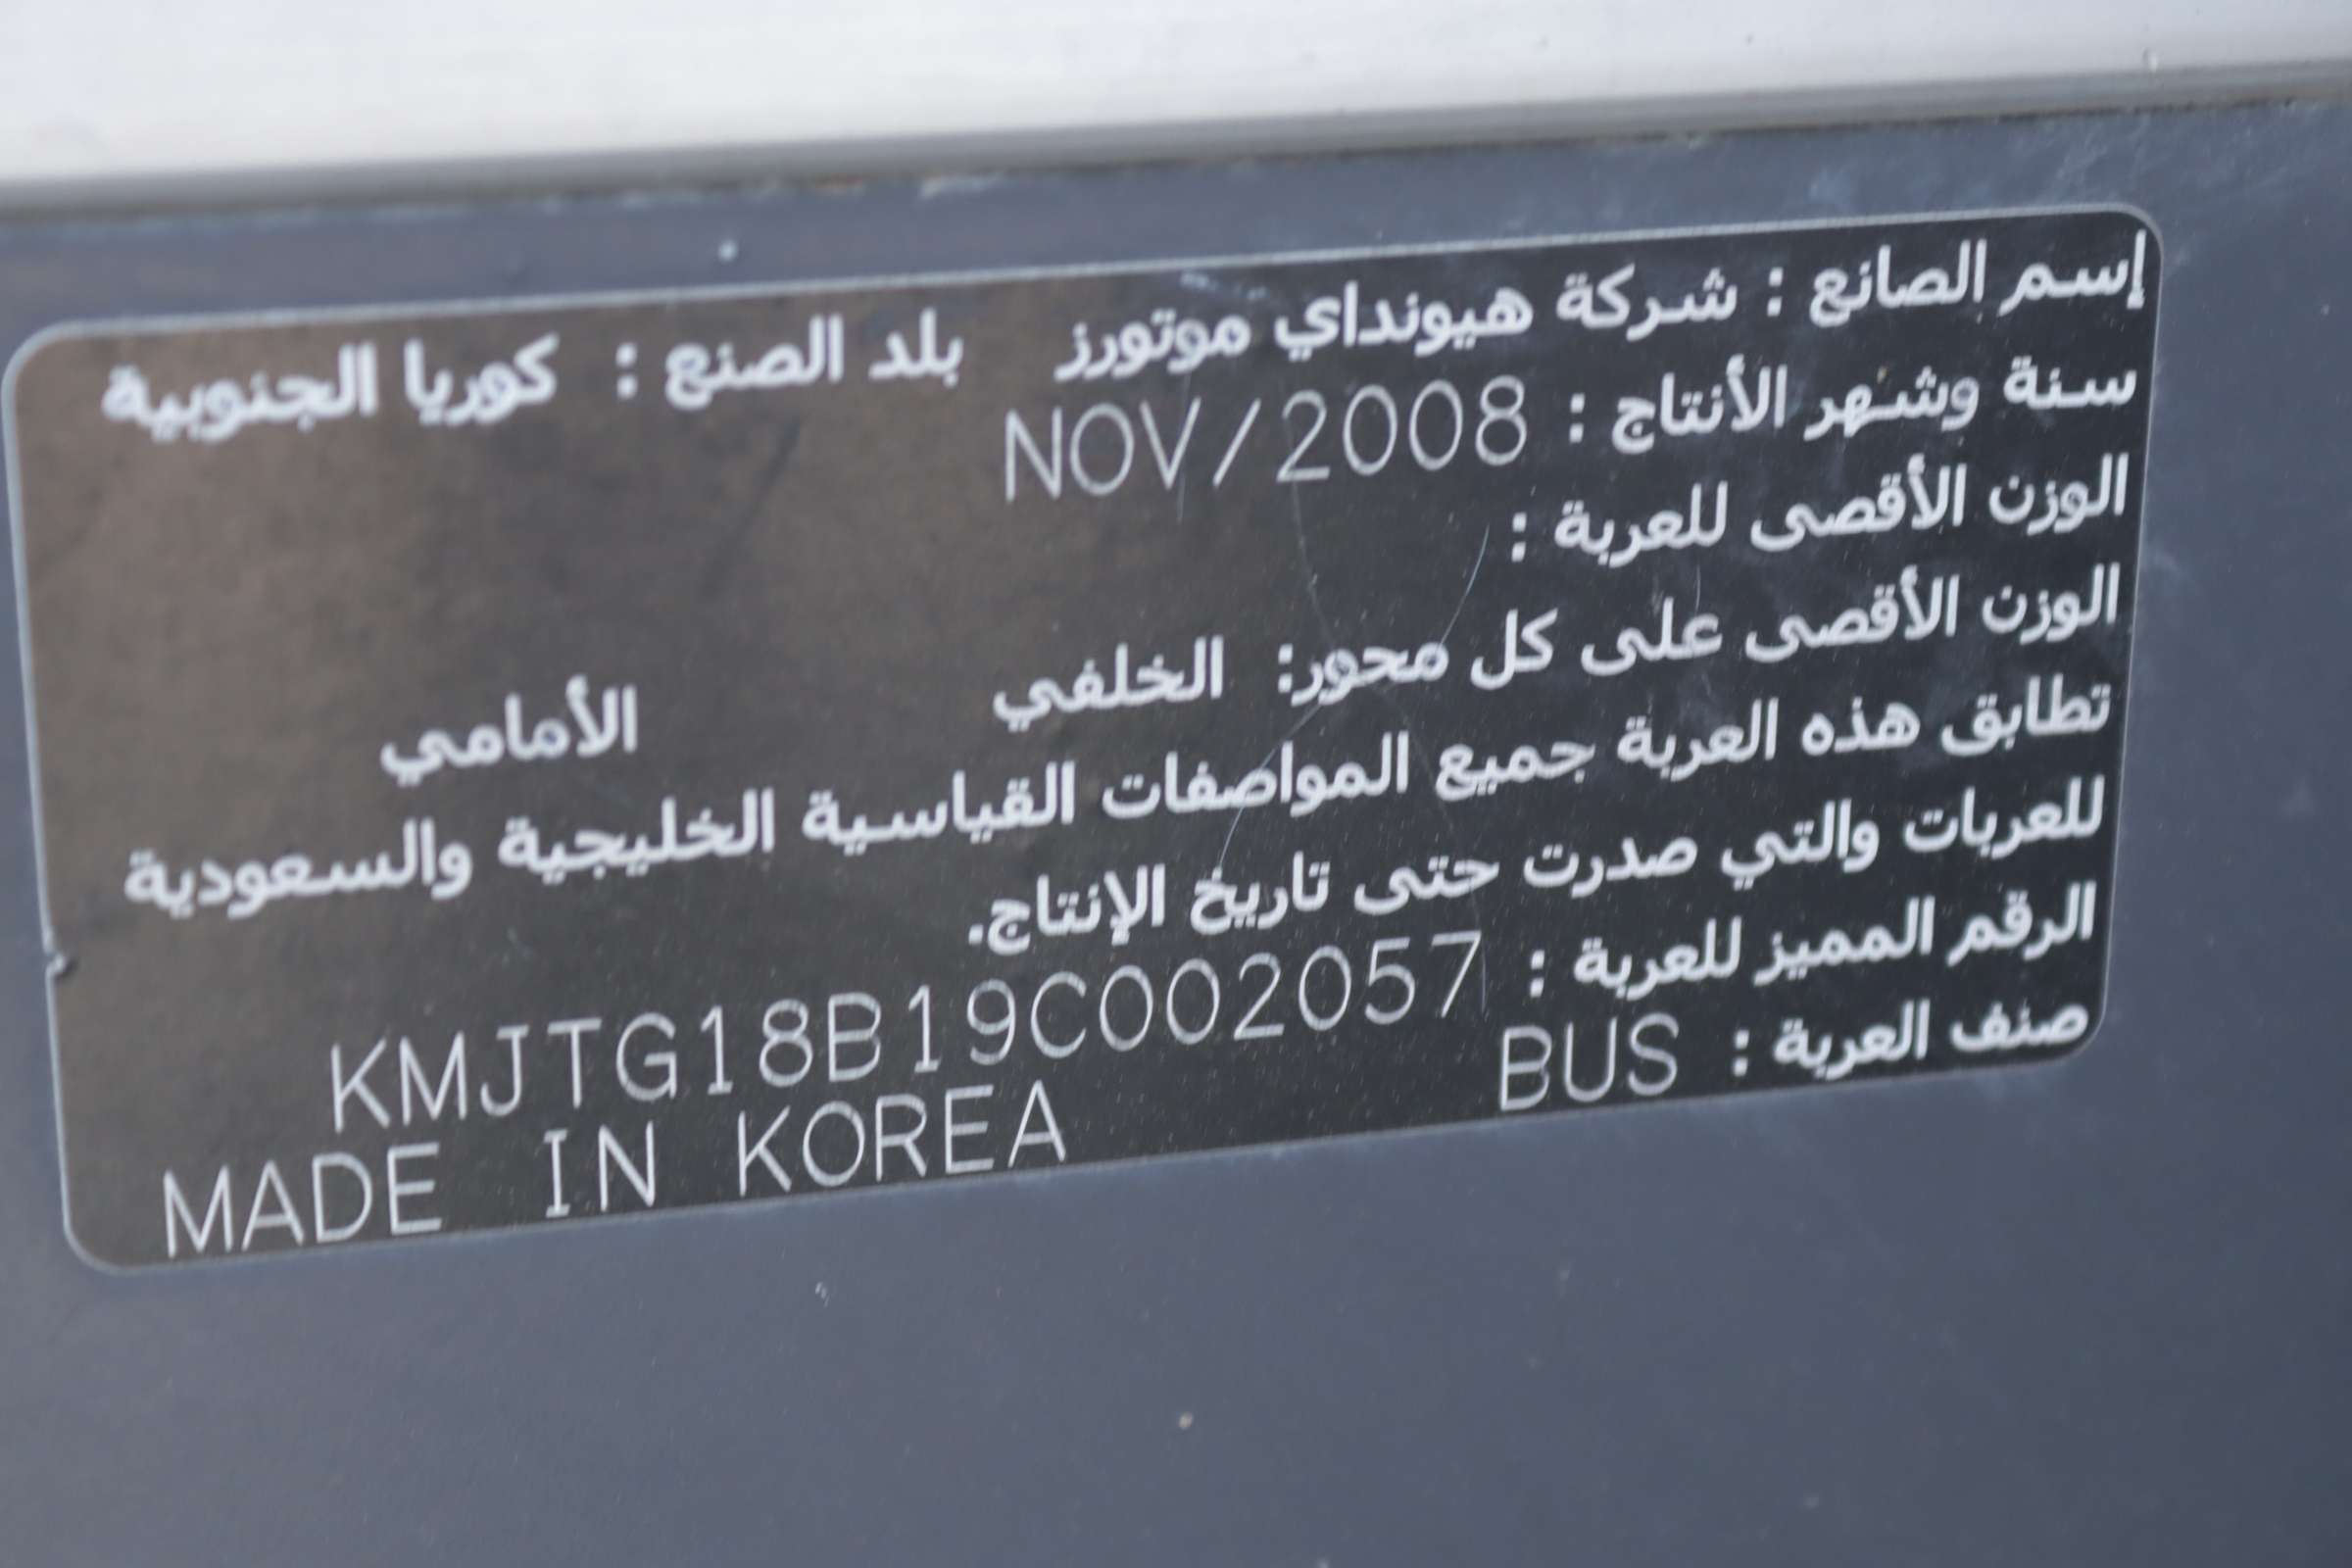 إسم الصانع : شركة هيونداي موتورز بلد الصنع : كوريا الجنوبية
سنة وشهر الأنتاج : NOV/2008
الوزن الأقصى للعربة :
الوزن الأقصى على كل محور: الخلفي الأمامي
تطابق هذه العربة جميع المواصفات القياسية الخليجية والسعودية
للعربات والتي صدرت حتى تاريخ الإنتاج.
الرقم المميز للعربة : KMJTG18B19C002057
صنف العربة : BUS MADE IN KOREA